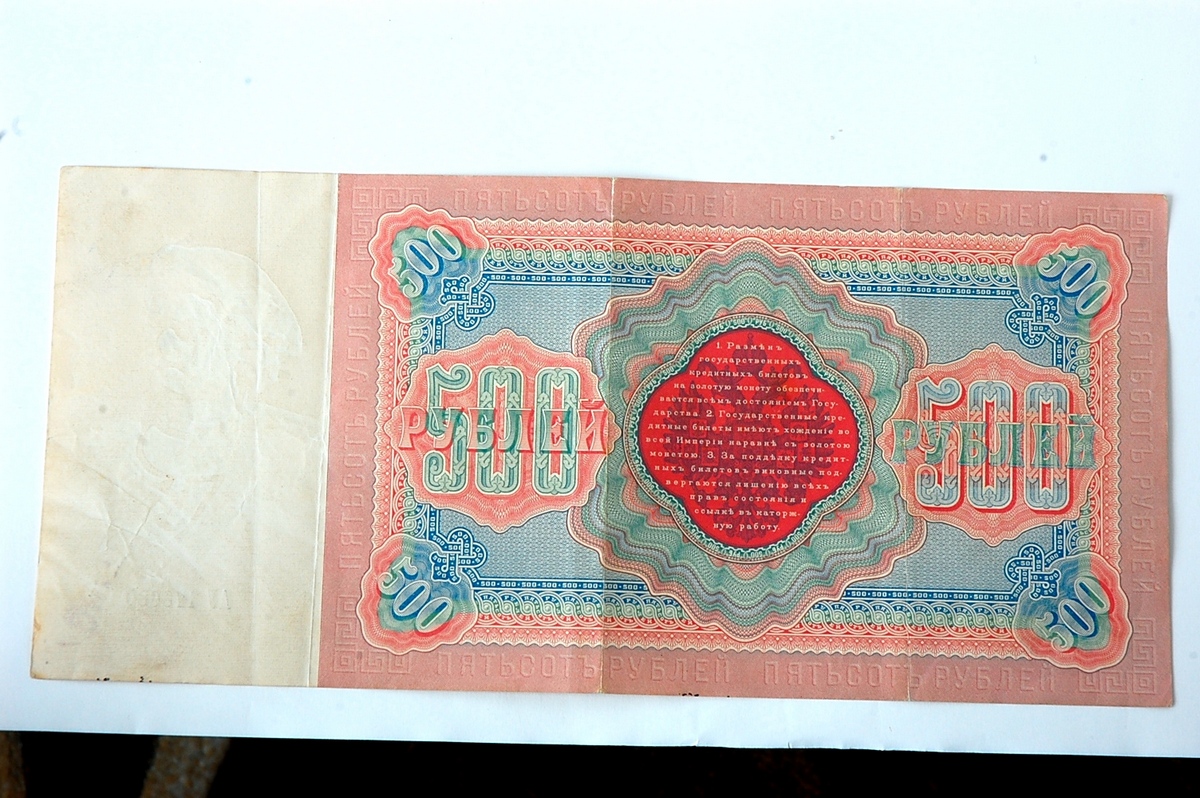 ПЯТЬСОТЪ РУБЛЕЙ ПЯТЬСОТЪ РУБЛЕЙ
500
500
ПЯТЬСОТЪ РУБЛЕЙ
500
РУБЛЕЙ
1. Размѣнъ
государственныхъ
кредитныхъ билетовъ
на золотую монету обезпечи-
вается всѣмъ достояніемъ Госу-
дарства. 2. Государственные кре-
дитные билеты имѣютъ хожденіе во
всей Имперіи наравнѣ съ золотою
монетою. 3. За поддѣлку кредит-
ныхъ билетовъ виновные под-
вергаются лишенію всѣхъ
правъ состоянія и
ссылкѣ въ каторж-
ную работу.
500
РУБЛЕЙ
ПЯТЬСОТЪ РУБЛЕЙ
500
500
ПЯТЬСОТЪ РУБЛЕЙ ПЯТЬСОТЪ РУБЛЕЙ